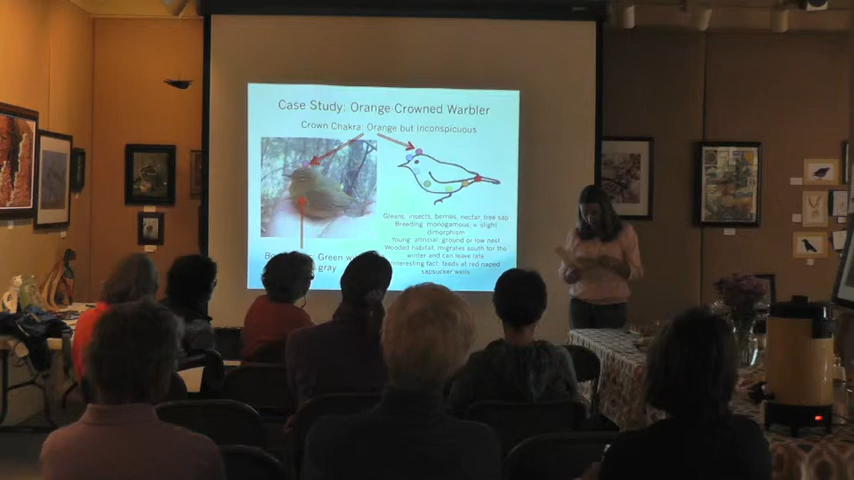 Case Study: Orange-Crowned Warbler
Crown Chakra: Orange but Inconspicuous
Gleans, insects, berries, nectar, tree sap
Breeding: monogamous, slight
dimorphism
Young: altricial; ground or low nest
Wooded habitat, migrates south for the
winter and can leave late
Interesting fact: feeds at red naped
sapsucker wells
Green
gray